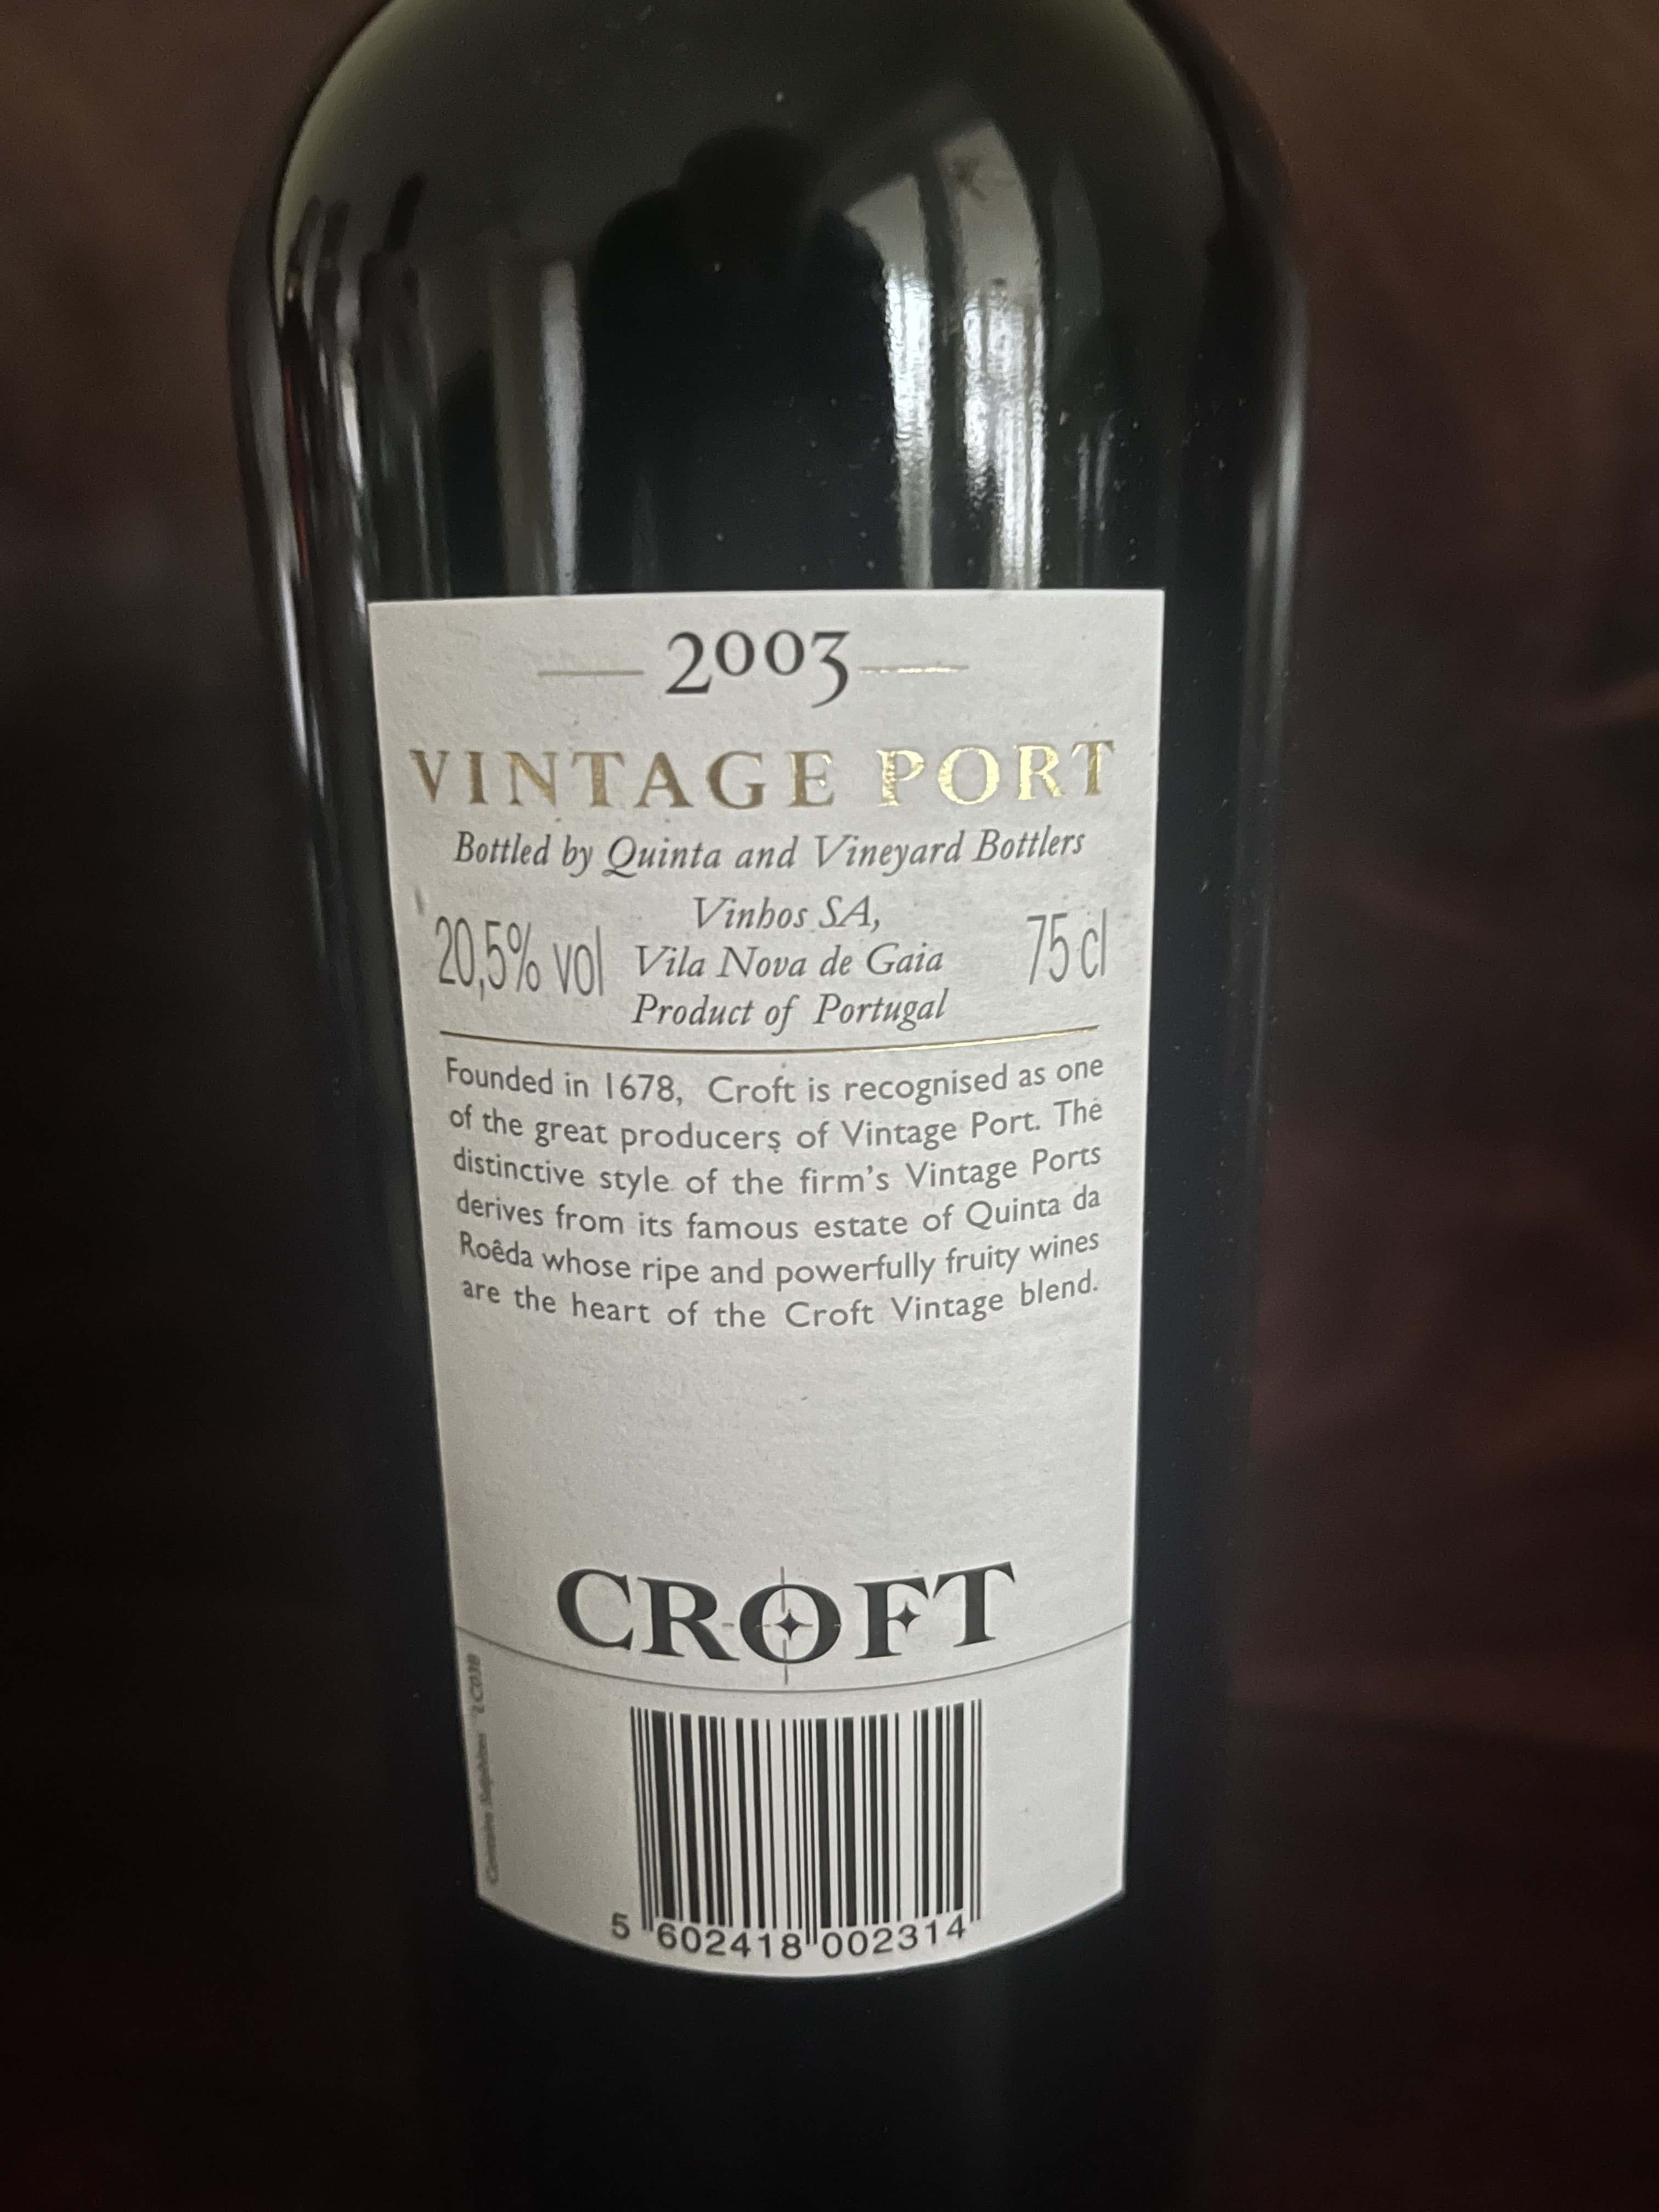 2003
VINTAGE PORT
Bottled by Quinta and Vineyard Bottlers
Vinhos SA,
20,5% vol Vila Nova de Gaia 75 cl
Product of Portugal
Founded in 1678, Croft is recognised as one
of the great producers of Vintage Port. The
distinctive style of the firm's Vintage Ports
derives from its famous estate of Quinta da
Roêda whose ripe and powerfully fruity wines
are the heart of the Croft Vintage blend.
CROFT
Contains Sulphites LC03B
5 602418 002314